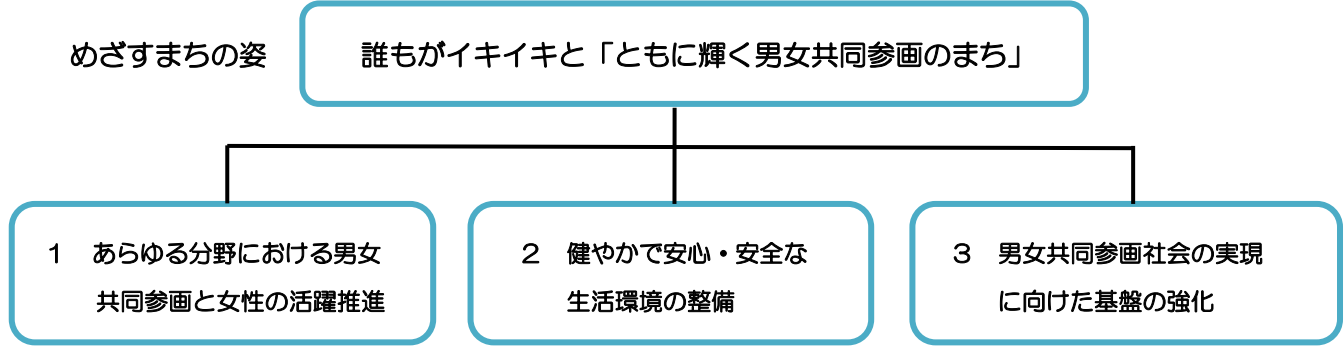 めざすまちの姿
誰もがイキイキと「ともに輝く男女共同参画のまち」
１　あらゆる分野における男女
共同参画と女性の活躍推進
２　健やかで安心・安全な
生活環境の整備
３　男女共同参画社会の実現
に向けた基盤の強化